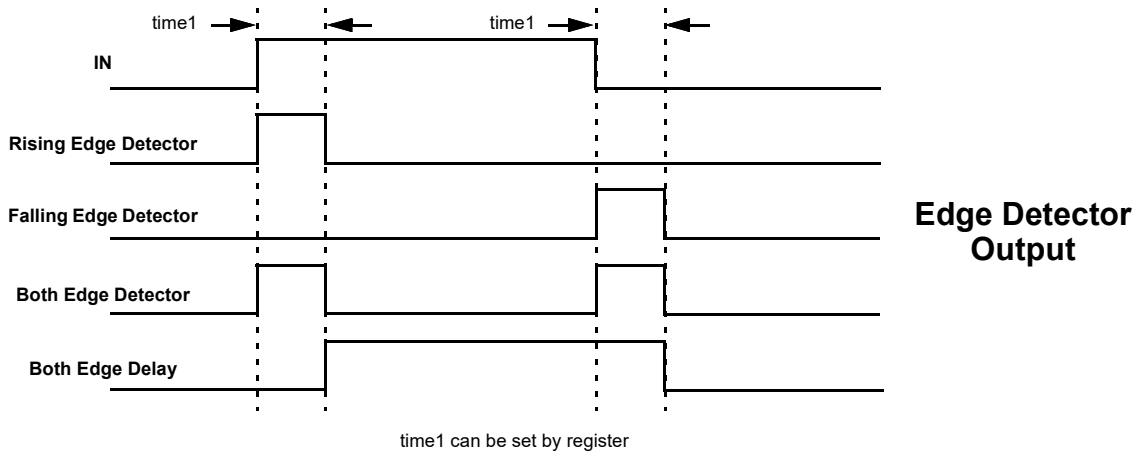 time1
time1
IN
Rising Edge Detector
Falling Edge Detector
Edge Detector
Output
Both Edge Detector
Both Edge Delay
time1 can be set by register